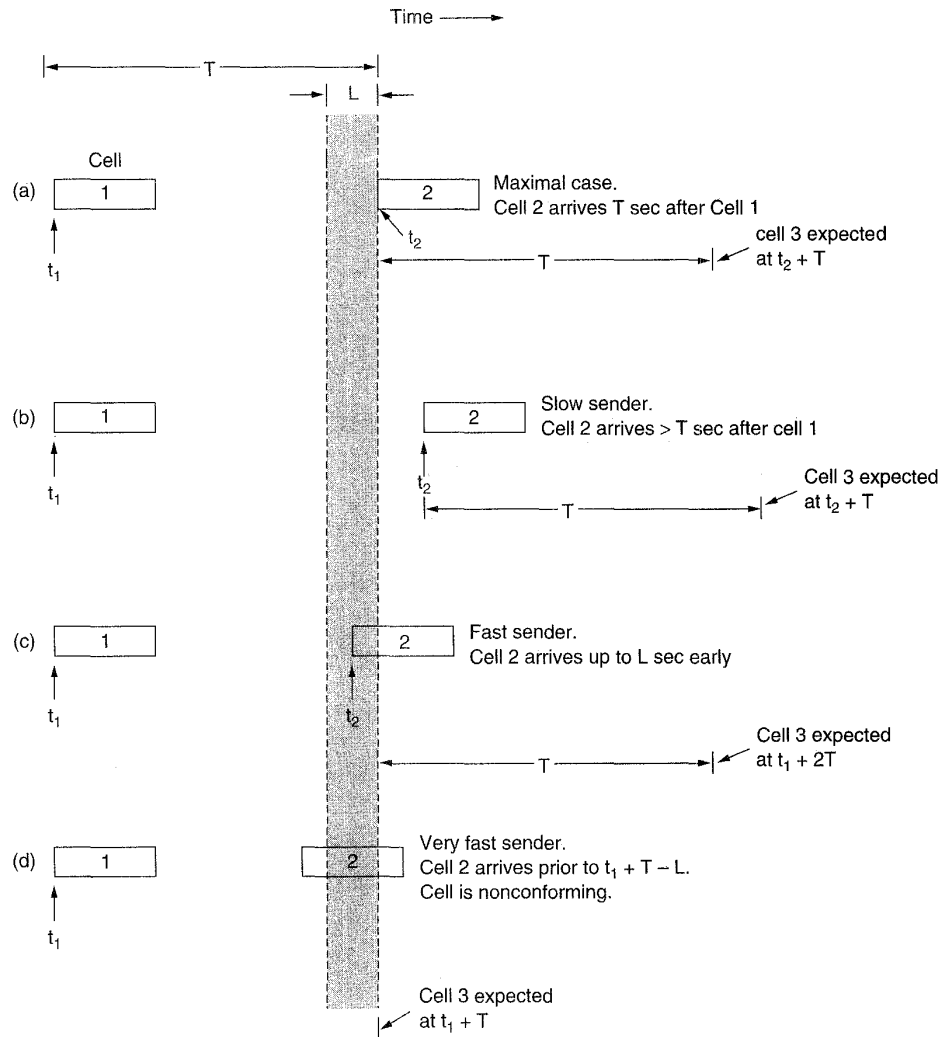 Time
T
L
Cell
(a)
1
2
Maximal case.
Cell 2 arrives T sec after Cell 1
t1
t2
T
cell 3 expected
at t2 + T
(b)
1
2
Slow sender.
Cell 2 arrives > T sec after cell 1
t1
t2
T
Cell 3 expected
at t2 + T
(c)
1
2
Fast sender.
Cell 2 arrives up to L sec early
t1
t2
T
Cell 3 expected
at t1 + 2T
(d)
1
2
Very fast sender.
Cell 2 arrives prior to t1 + T – L.
Cell is nonconforming.
t1
Cell 3 expected
at t1 + T